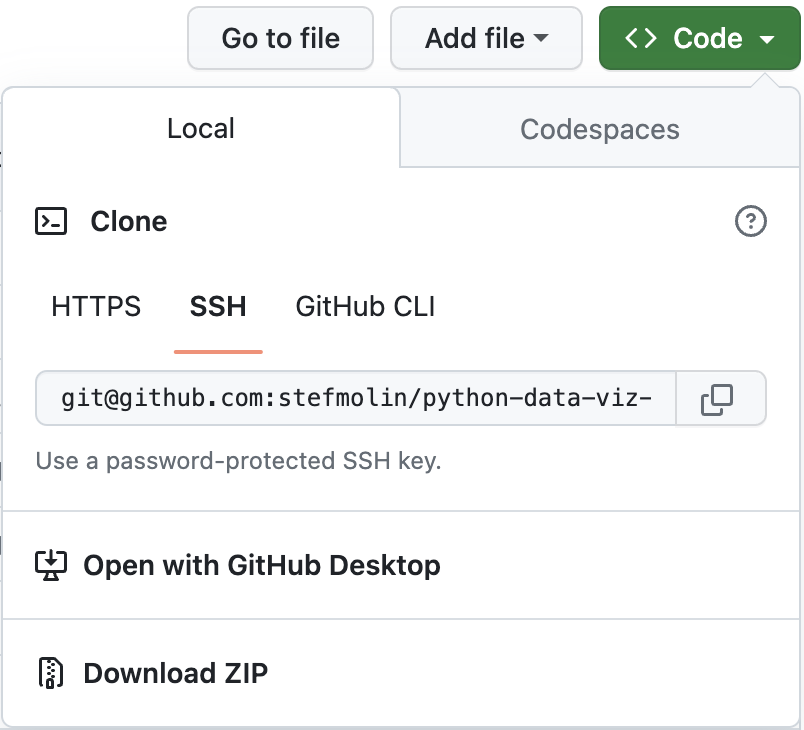 Go to file
Add file
Code
Local
Codespaces
Clone
HTTPS
SSH
GitHub CLI
git@github.com:stefmolin/python-data-viz-
Use a password-protected SSH key.
Open with GitHub Desktop
Download ZIP